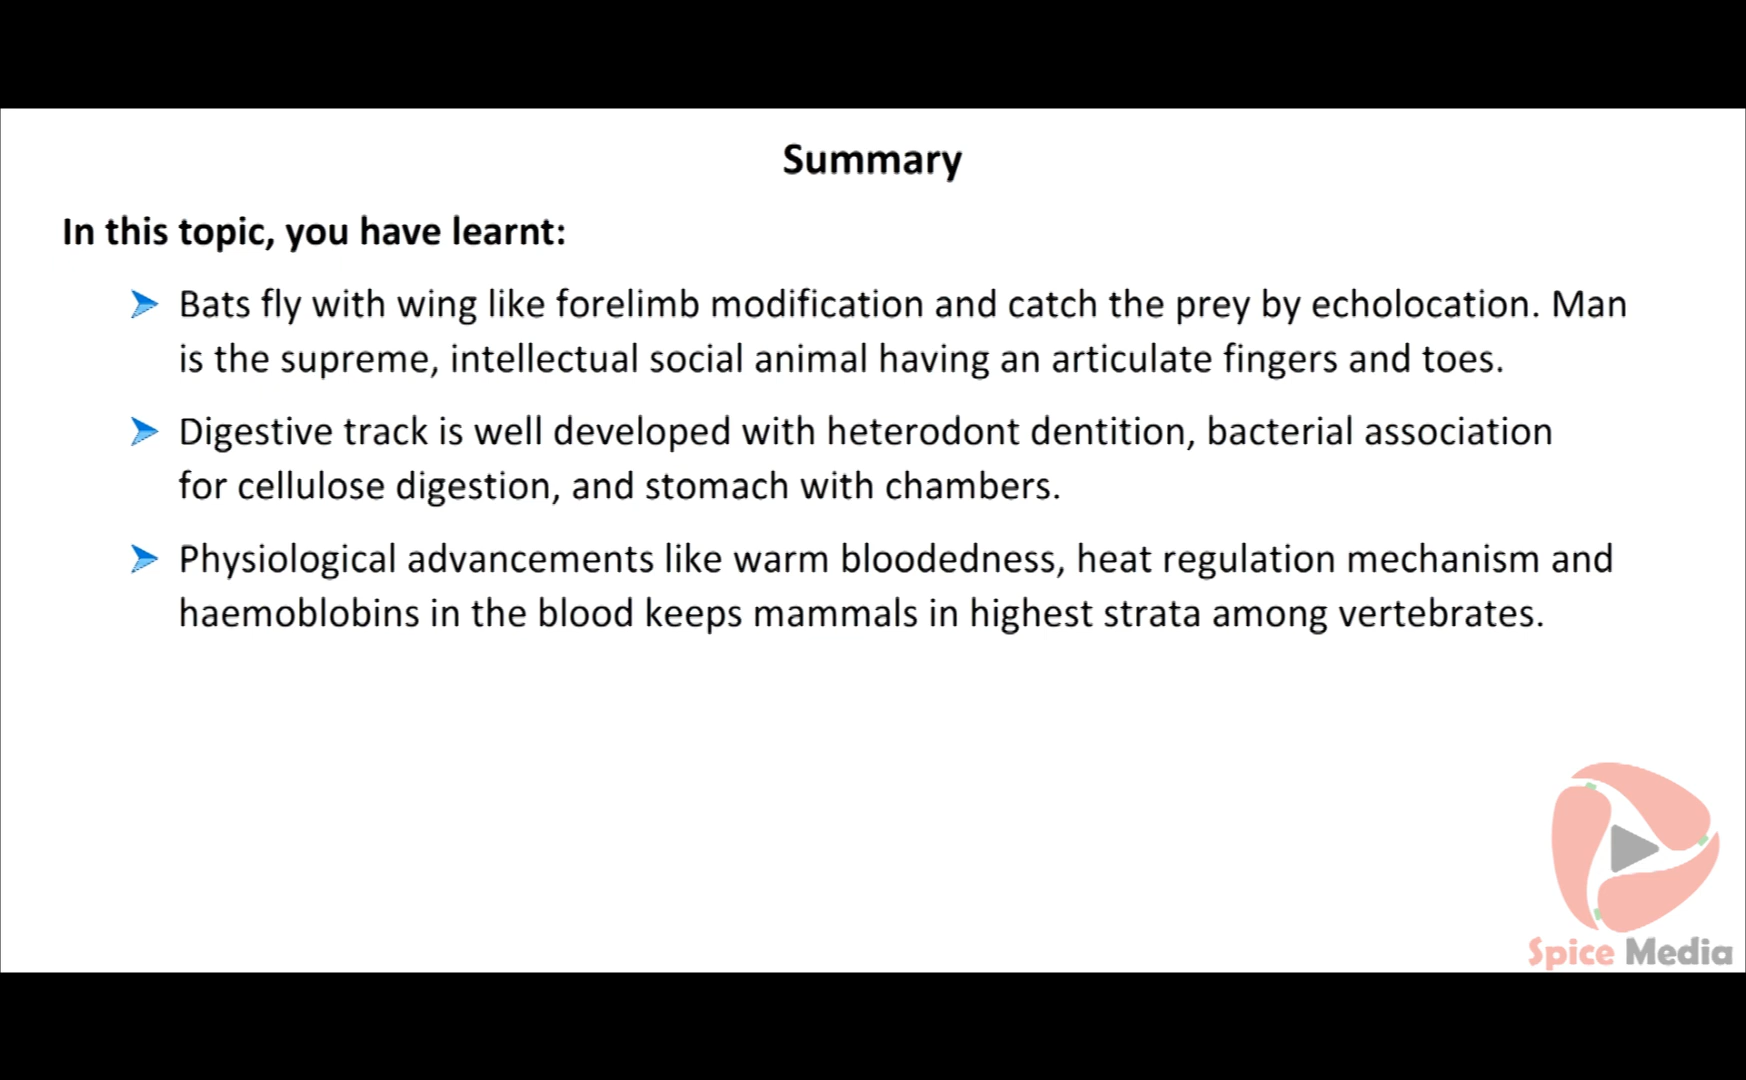 Summary
In this topic, you have learnt:
Bats fly with wing like forelimb modification and catch the prey by echolocation. Man
is the supreme, intellectual social animal having an articulate fingers and toes.
Digestive track is well developed with heterodont dentition, bacterial association
for cellulose digestion, and stomach with chambers.
Physiological advancements like warm bloodedness, heat regulation mechanism and
haemoblobins in the blood keeps mammals in highest strata among vertebrates.
Spice Media